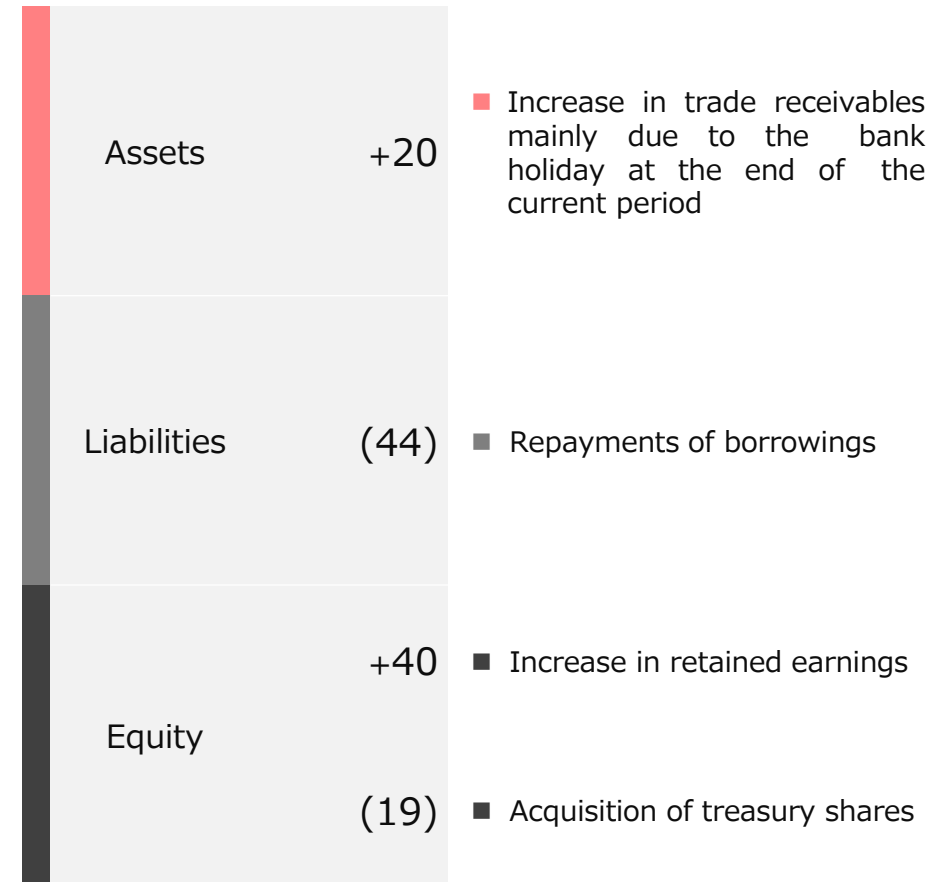 Assets +20
Increase in trade receivables
mainly due to the bank
holiday at the end of the
current period
Liabilities (44)
Repayments of borrowings
Equity
+40
Increase in retained earnings
(19)
Acquisition of treasury shares